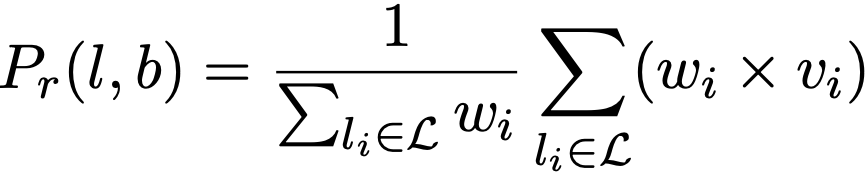 $P_r(l, b) = \frac{1}{\sum_{l_i \in \mathcal{L}} w_i} \sum_{l_i \in \mathcal{L}} (w_i \times v_i)$